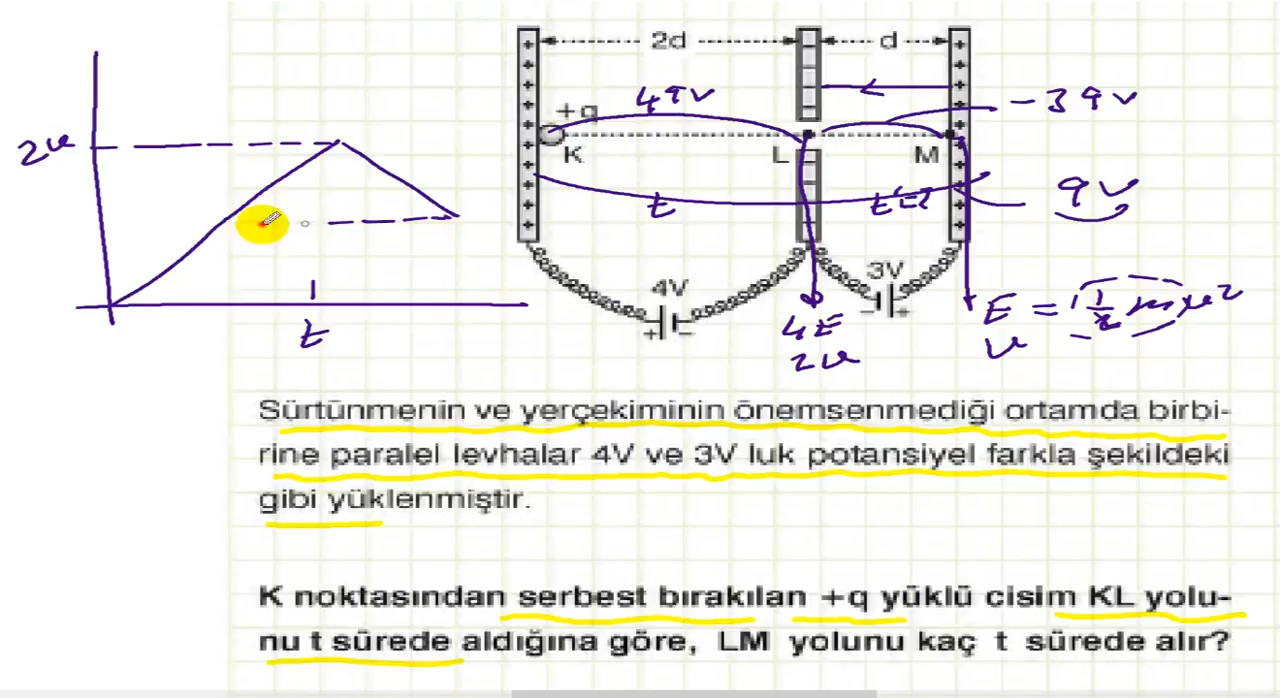 2d
d
4qV
-3qV
+q
2v
K
L
M
t
t'=?
qV
4V
3V
4E
2v
E = 1/2 mv²
v
t
Sürtünmenin ve yerçekiminin önemsenmediği ortamda birbi-
rine paralel levhalar 4V ve 3V luk potansiyel farkla şekildeki
gibi yüklenmiştir.
K noktasından serbest bırakılan +q yüklü cisim KL yolu-
nu t sürede aldığına göre, LM yolunu kaç t sürede alır?